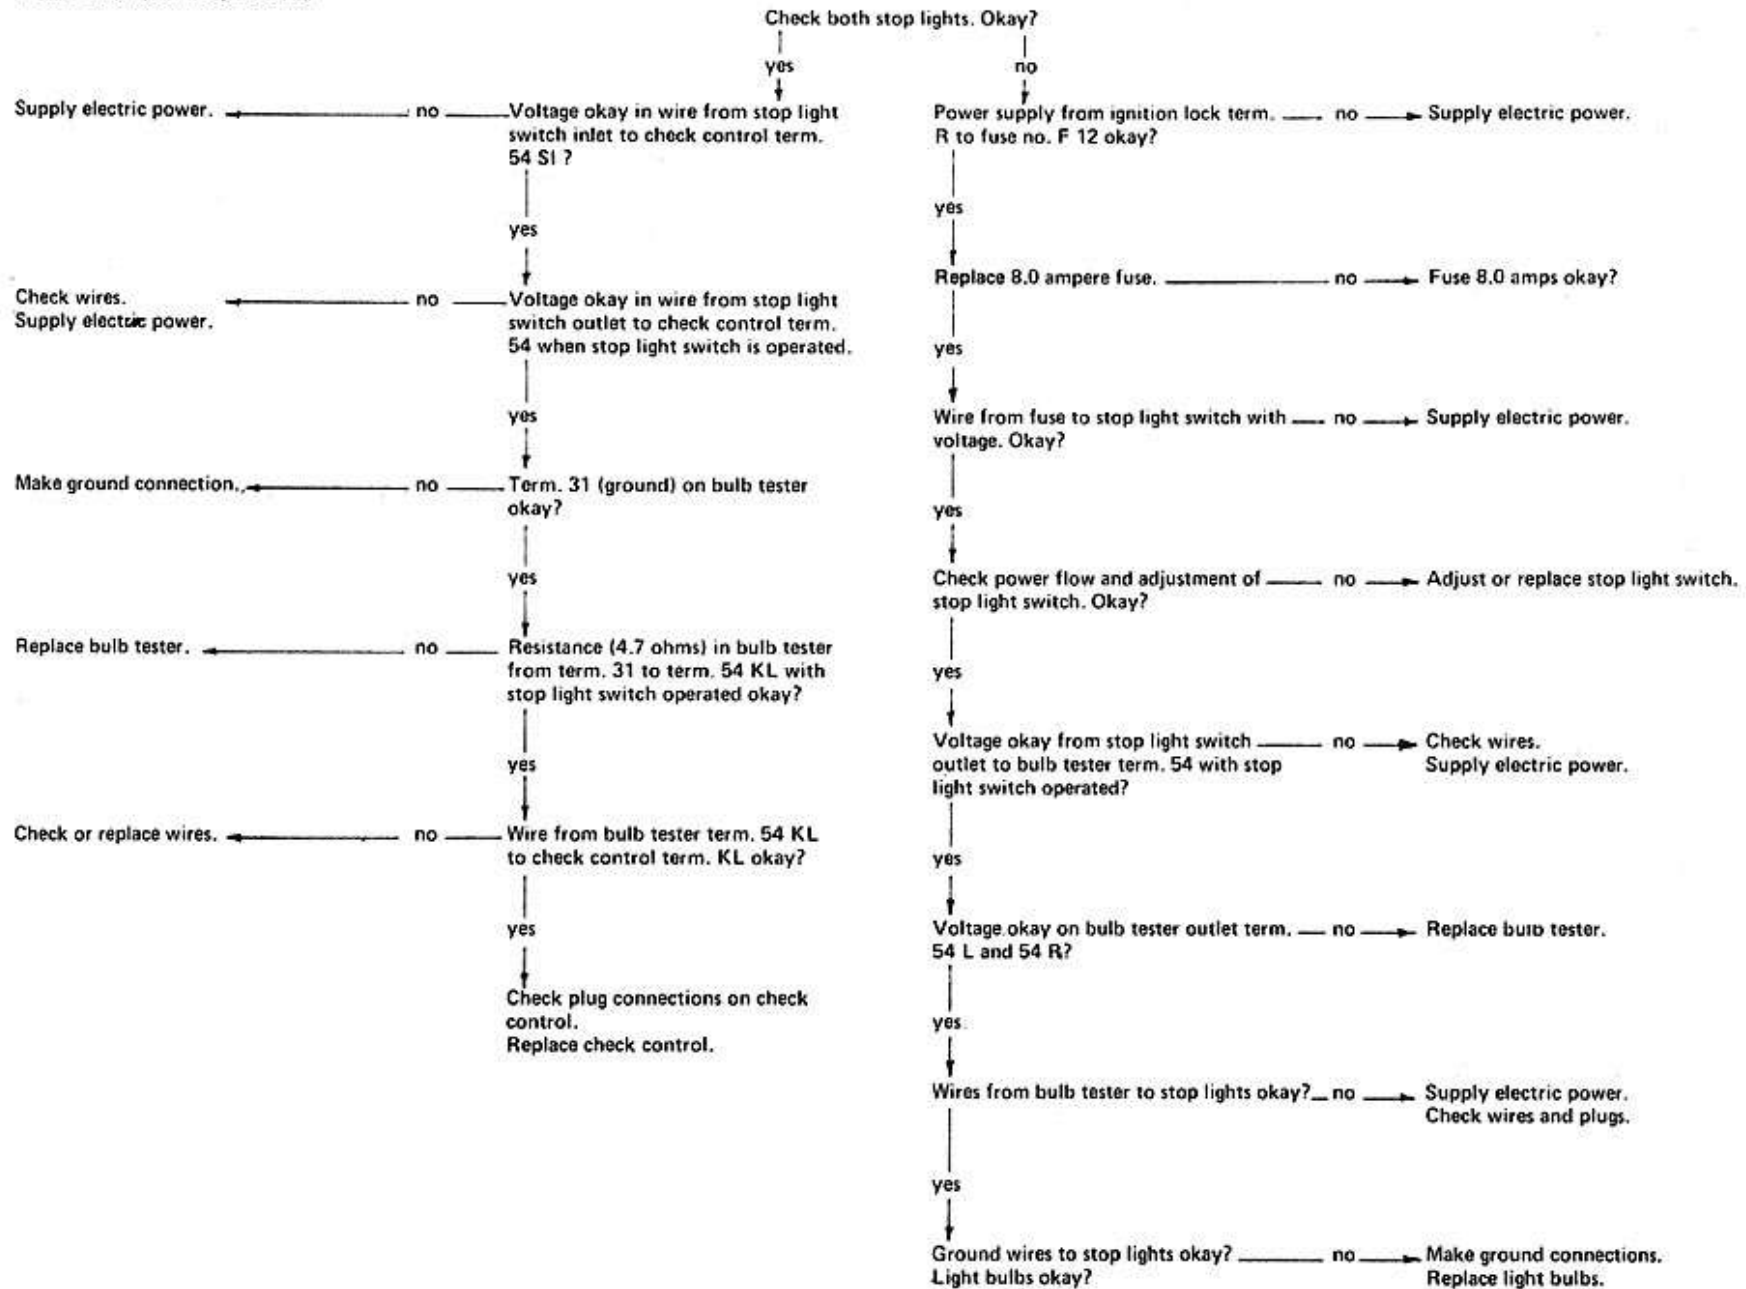 Check both stop lights. Okay?
yes
no
Supply electric power.
no
Voltage okay in wire from stop light
switch inlet to check control term.
54 SI ?
yes
Check wires.
Supply electric power.
no
Voltage okay in wire from stop light
switch outlet to check control term.
54 when stop light switch is operated.
yes
Make ground connection.
no
Term. 31 (ground) on bulb tester
okay?
yes
Replace bulb tester.
no
Resistance (4.7 ohms) in bulb tester
from term. 31 to term. 54 KL with
stop light switch operated okay?
yes
Check or replace wires.
no
Wire from bulb tester term. 54 KL
to check control term. KL okay?
yes
Check plug connections on check
control.
Replace check control.
Power supply from ignition lock term.
R to fuse no. F 12 okay?
no
Supply electric power.
yes
Replace 8.0 ampere fuse.
no
Fuse 8.0 amps okay?
yes
Wire from fuse to stop light switch with
voltage. Okay?
no
Supply electric power.
yes
Check power flow and adjustment of
stop light switch. Okay?
no
Adjust or replace stop light switch.
yes
Voltage okay from stop light switch
outlet to bulb tester term. 54 with stop
light switch operated?
no
Check wires.
Supply electric power.
yes
Voltage okay on bulb tester outlet term.
54 L and 54 R?
no
Replace bulb tester.
yes
Wires from bulb tester to stop lights okay?
no
Supply electric power.
Check wires and plugs.
yes
Ground wires to stop lights okay?
Light bulbs okay?
no
Make ground connections.
Replace light bulbs.